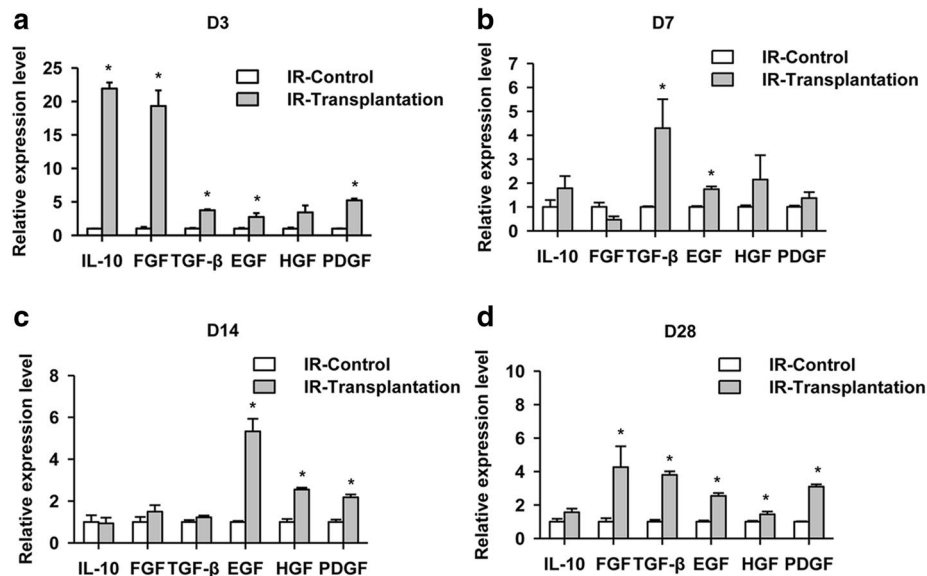 a
D3
Relative expression level
25
20
15
10
5
0
* * * * *
IR-Control
IR-Transplantation
IL-10 FGF TGF-β EGF HGF PDGF
b
D7
Relative expression level
7
6
5
4
3
2
1
0
* *
IR-Control
IR-Transplantation
IL-10 FGF TGF-β EGF HGF PDGF
c
D14
Relative expression level
8
6
4
2
0
* * *
IR-Control
IR-Transplantation
IL-10 FGF TGF-β EGF HGF PDGF
d
D28
Relative expression level
10
8
6
4
2
0
* * * * *
IR-Control
IR-Transplantation
IL-10 FGF TGF-β EGF HGF PDGF